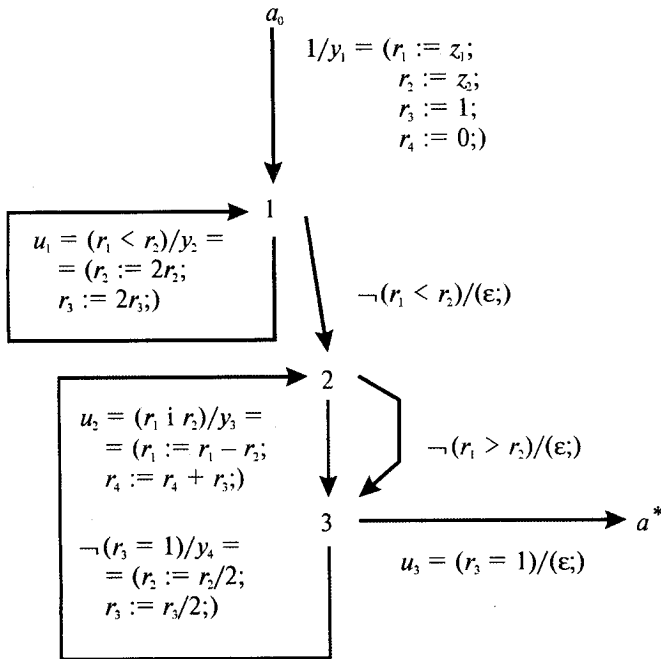 a₀
1/y₁ = (r₁ := z₁;
r₂ := z₂;
r₃ := 1;
r₄ := 0;)
1
u₁ = (r₁ < r₂)/y₂ =
= (r₂ := 2r₂;
r₃ := 2r₃;)
¬(r₁ < r₂)/(ε;)
2
u₂ = (r₁ i r₂)/y₃ =
= (r₁ := r₁ − r₂;
r₄ := r₄ + r₃;)
¬(r₁ > r₂)/(ε;)
3
a*
¬(r₃ = 1)/y₄ =
= (r₂ := r₂/2;
r₃ := r₃/2;)
u₃ = (r₃ = 1)/(ε;)